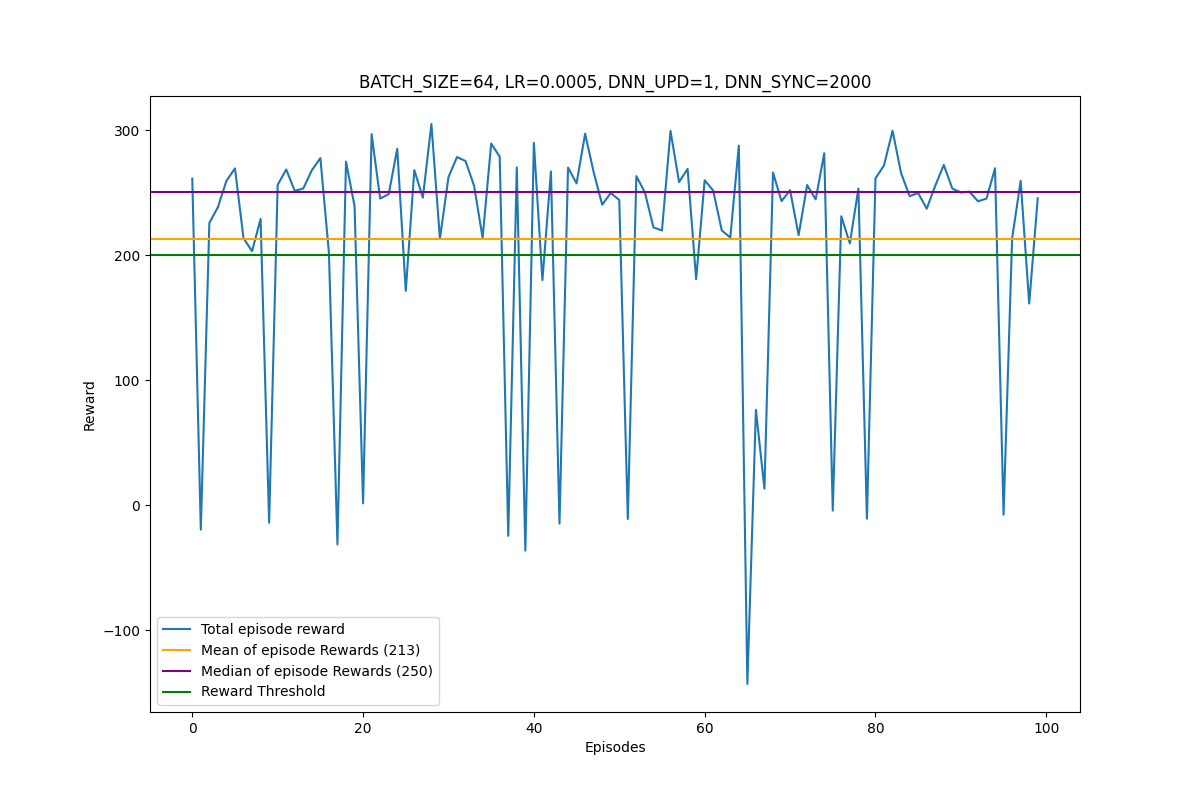 BATCH_SIZE=64, LR=0.0005, DNN_UPD=1, DNN_SYNC=2000
300
200
100
0
−100
Reward
Total episode reward
Mean of episode Rewards (213)
Median of episode Rewards (250)
Reward Threshold
0 20 40 60 80 100
Episodes